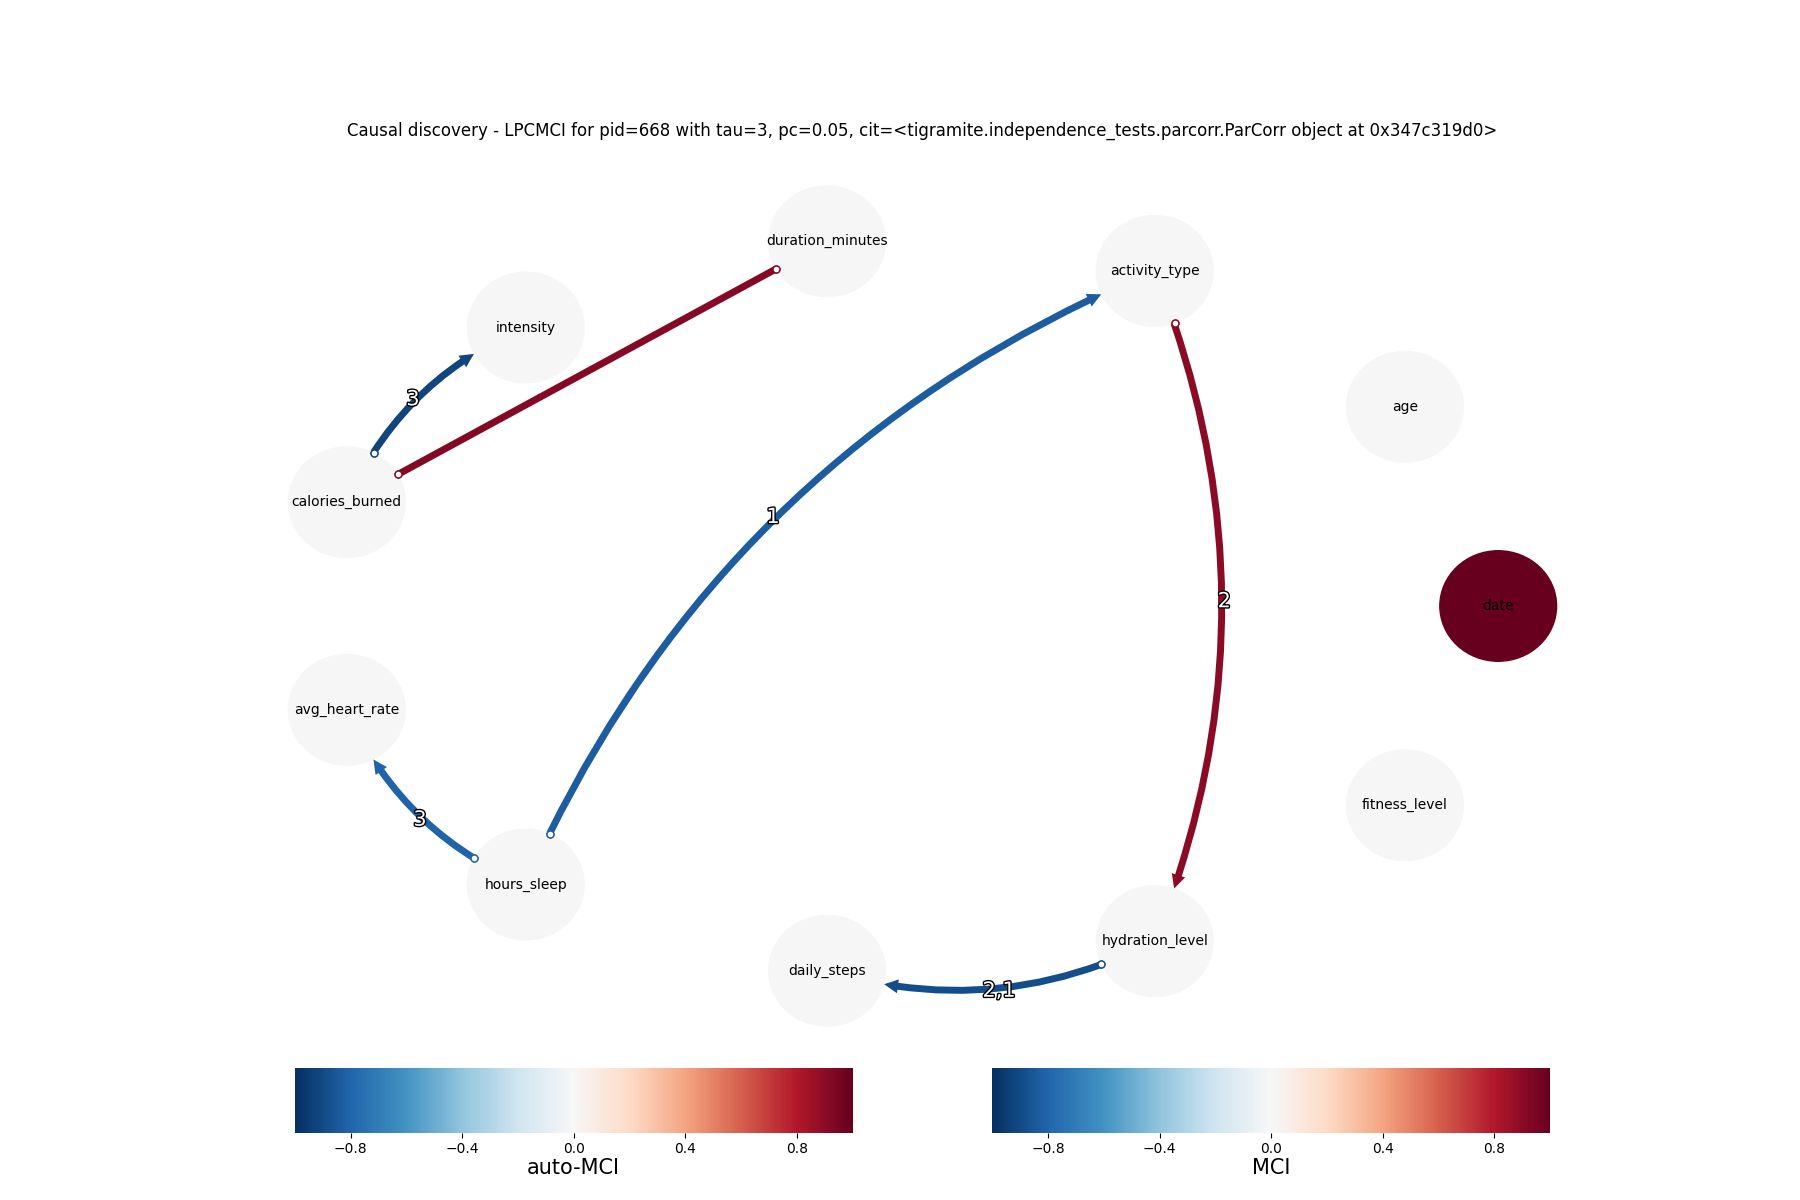 Causal discovery - LPCMCI for pid=668 with tau=3, pc=0.05, cit=<tigramite.independence_tests.parcorr.ParCorr object at 0x347c319d0>
duration_minutes
activity_type
intensity
3
age
calories_burned
1
2
date
avg_heart_rate
3
fitness_level
hours_sleep
hydration_level
daily_steps
2,1
−0.8 −0.4 0.0 0.4 0.8
auto-MCI
−0.8 −0.4 0.0 0.4 0.8
MCI